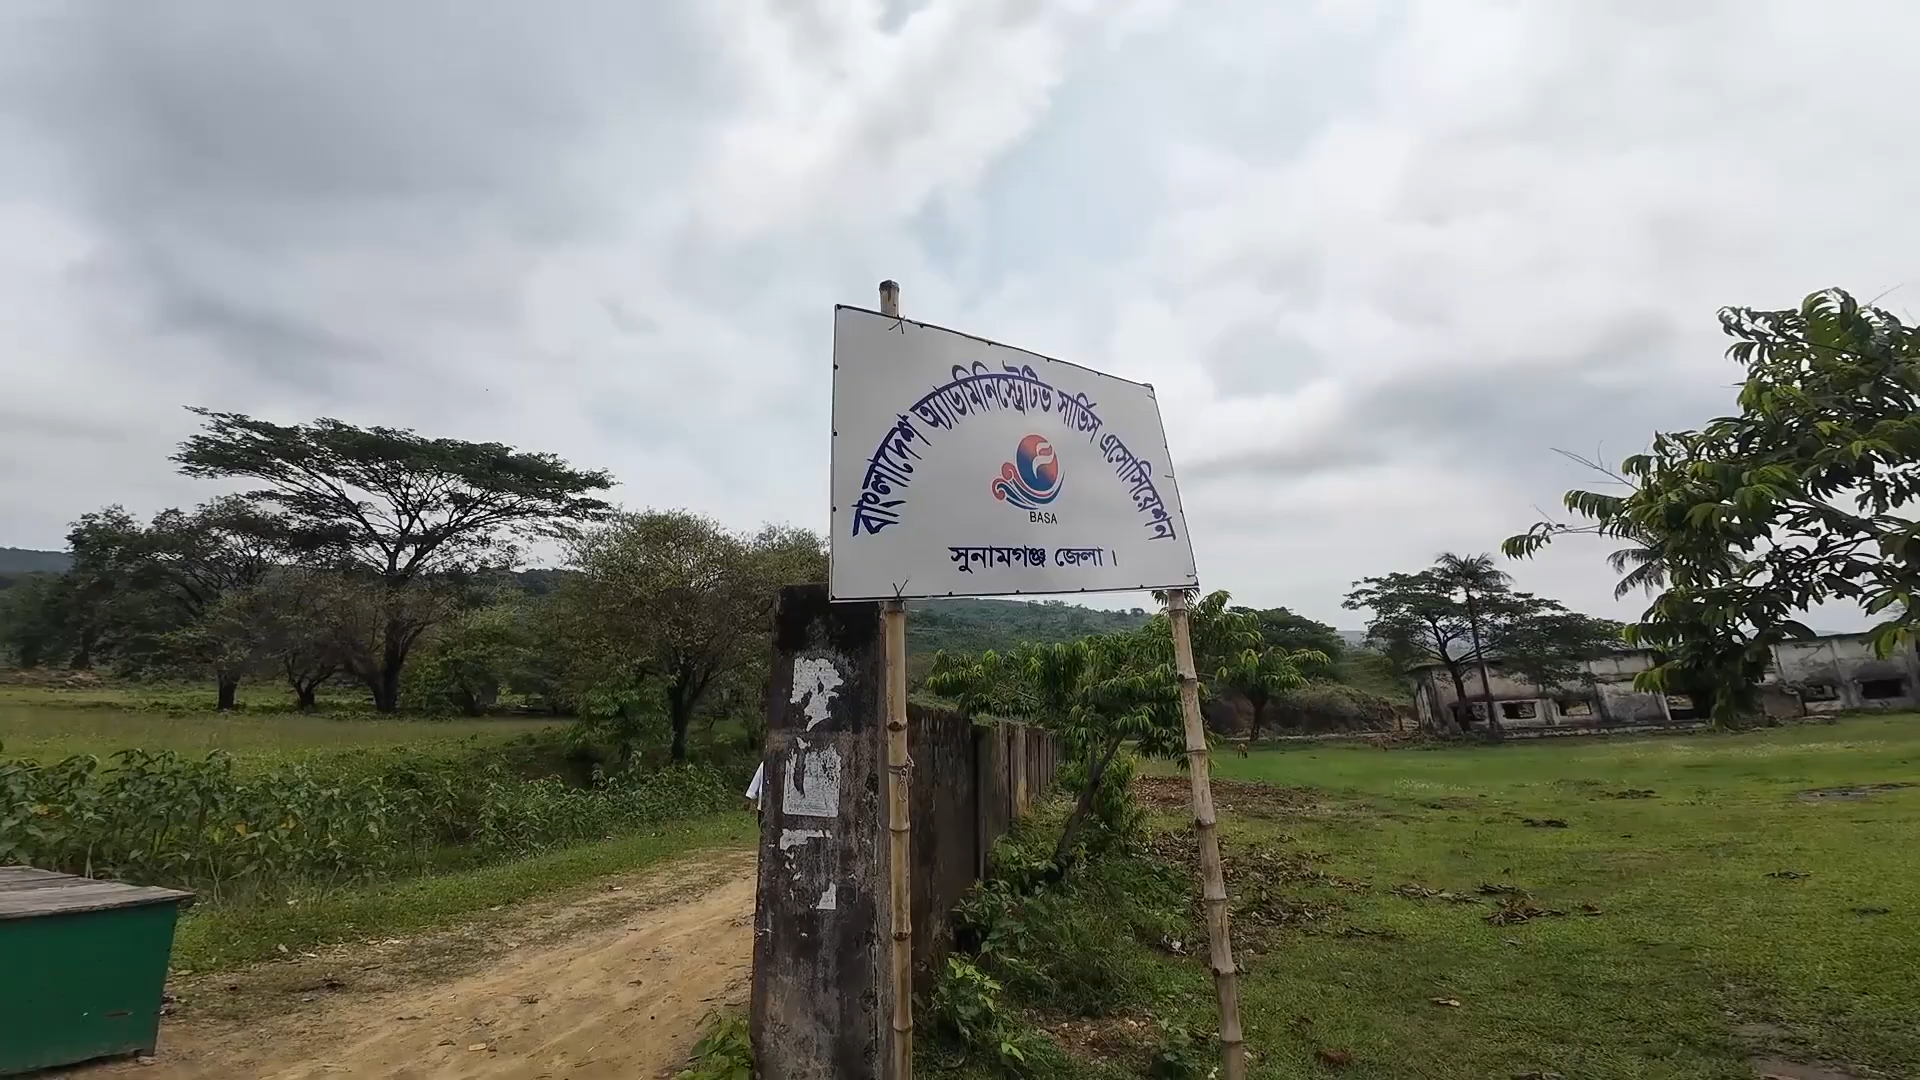 বাংলাদেশ অ্যাডমিনিস্ট্রেটিভ সার্ভিস এসোসিয়েশন
BASA
সুনামগঞ্জ জেলা।